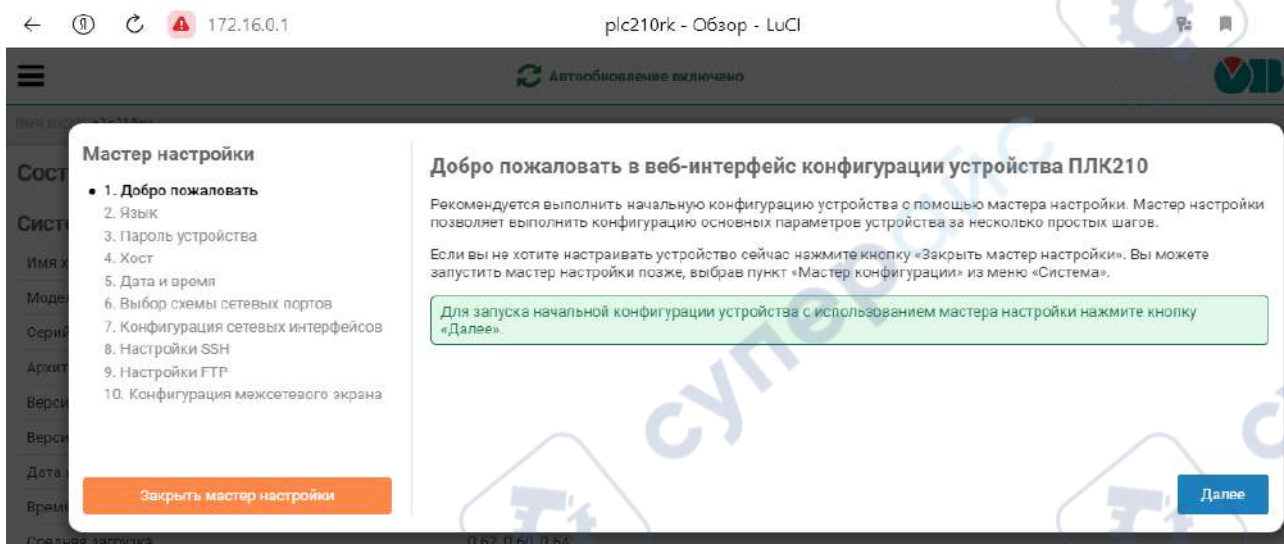 172.16.0.1
plc210rk - Обзор - LuCI
Автообновление включено
Мастер настройки
1. Добро пожаловать
2. Язык
3. Пароль устройства
4. Хост
5. Дата и время
6. Выбор схемы сетевых портов
7. Конфигурация сетевых интерфейсов
8. Настройки SSH
9. Настройки FTP
10. Конфигурация межсетевого экрана
Закрыть мастер настройки
Добро пожаловать в веб-интерфейс конфигурации устройства ПЛК210
Рекомендуется выполнить начальную конфигурацию устройства с помощью мастера настройки. Мастер настройки
позволяет выполнить конфигурацию основных параметров устройства за несколько простых шагов.
Если вы не хотите настраивать устройство сейчас нажмите кнопку «Закрыть мастер настройки». Вы можете
запустить мастер настройки позже, выбрав пункт «Мастер конфигурации» из меню «Система».
Для запуска начальной конфигурации устройства с использованием мастера настройки нажмите кнопку
«Далее».
Далее
Сост
Систе
Имя х
Модел
Серий
Архит
Верси
Верси
Дата
Време
Средняя загрузка
0.62, 0.60, 0.64
суперайс